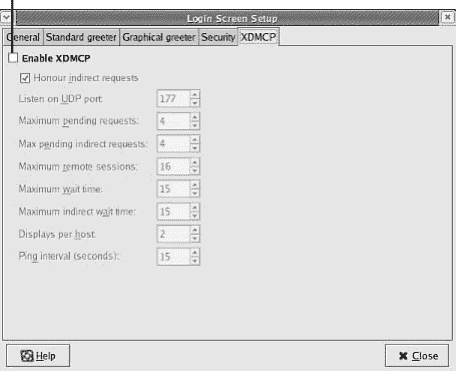 Login Screen Setup
General Standard greeter Graphical greeter Security XDMCP
Enable XDMCP
Honour indirect requests
Listen on UDP port: 177
Maximum pending requests: 4
Max pending indirect requests: 4
Maximum remote sessions: 16
Maximum wait time: 15
Maximum indirect wait time: 15
Displays per host: 2
Ping interval (seconds): 15
Help Close